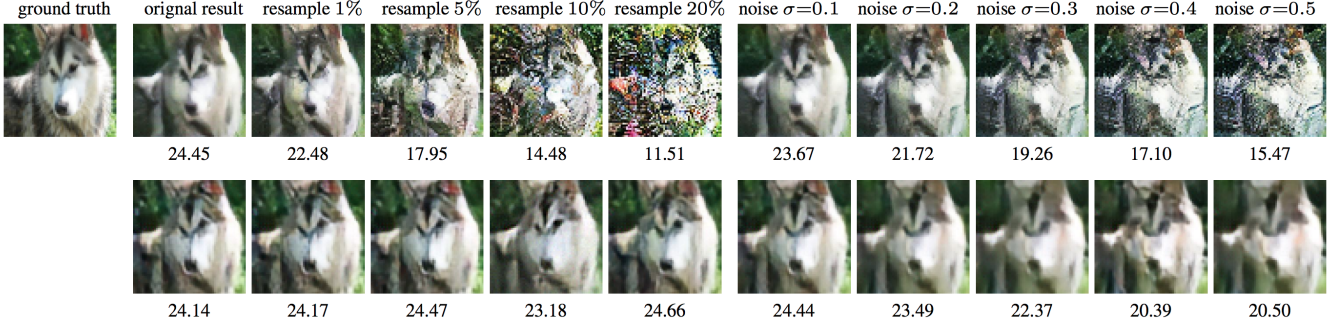 ground truth orignal result resample 1% resample 5% resample 10% resample 20% noise σ=0.1 noise σ=0.2 noise σ=0.3 noise σ=0.4 noise σ=0.5
24.45 22.48 17.95 14.48 11.51 23.67 21.72 19.26 17.10 15.47
24.14 24.17 24.47 23.18 24.66 24.44 23.49 22.37 20.39 20.50